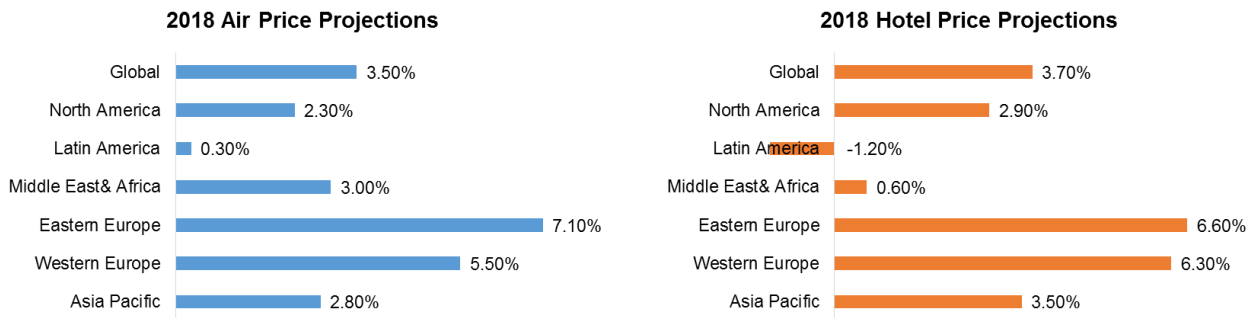 2018 Air Price Projections
Global 3.50%
North America 2.30%
Latin America 0.30%
Middle East& Africa 3.00%
Eastern Europe 7.10%
Western Europe 5.50%
Asia Pacific 2.80%
2018 Hotel Price Projections
Global 3.70%
North America 2.90%
Latin America -1.20%
Middle East& Africa 0.60%
Eastern Europe 6.60%
Western Europe 6.30%
Asia Pacific 3.50%